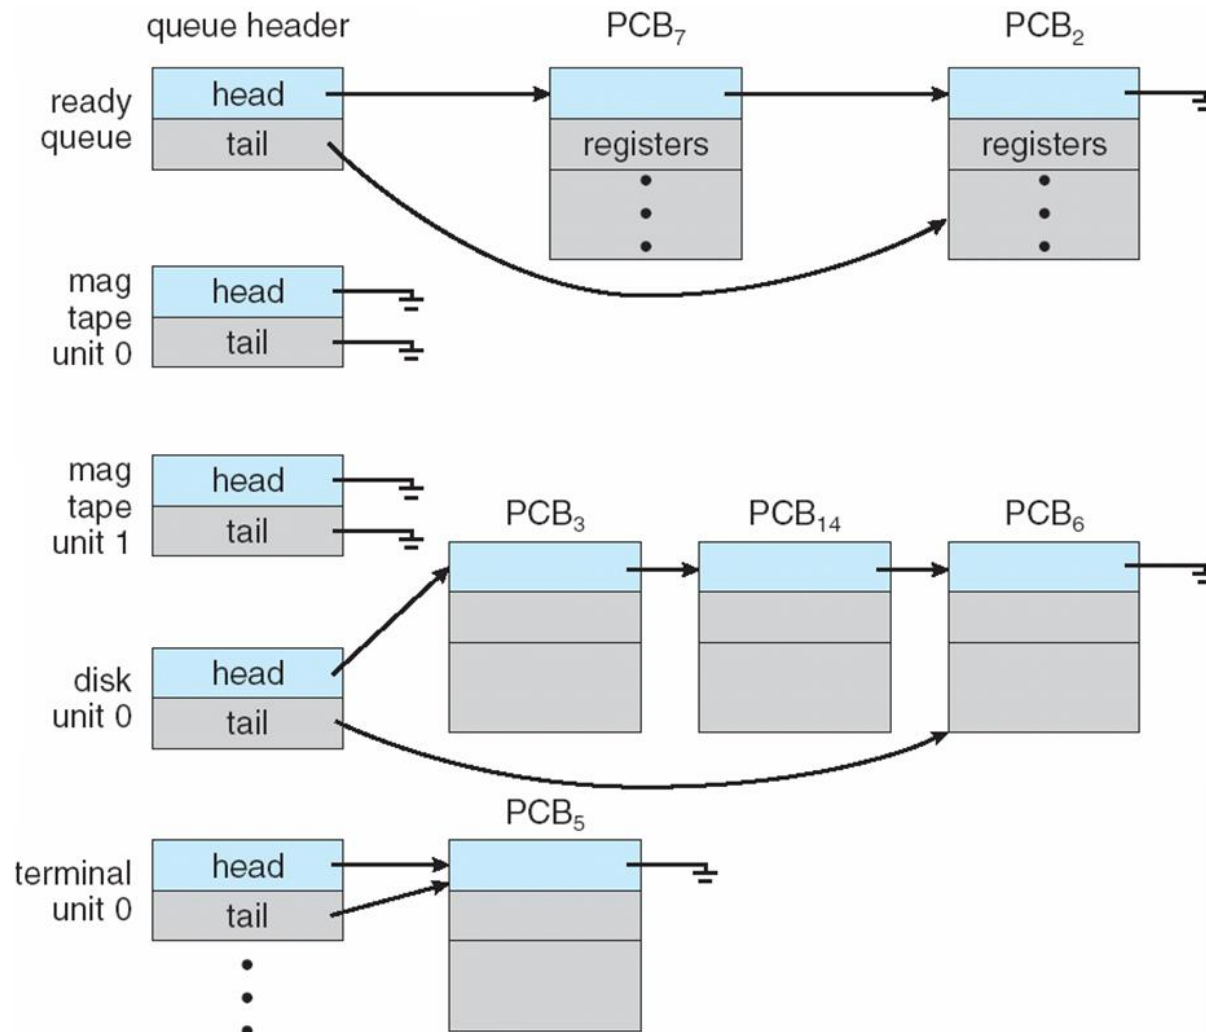 queue header
PCB₇
PCB₂
ready
queue
head
tail
registers
registers
mag
tape
unit 0
head
tail
mag
tape
unit 1
head
tail
PCB₃
PCB₁₄
PCB₆
disk
unit 0
head
tail
PCB₅
terminal
unit 0
head
tail